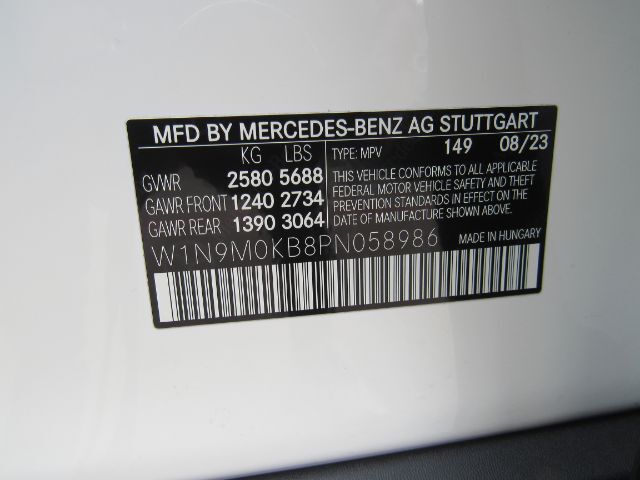 MFD BY MERCEDES-BENZ AG STUTTGART
KG LBS TYPE: MPV 149 08/23
GVWR 2580 5688
GAWR FRONT 1240 2734
GAWR REAR 1390 3064
THIS VEHICLE CONFORMS TO ALL APPLICABLE
FEDERAL MOTOR VEHICLE SAFETY AND THEFT
PREVENTION STANDARDS IN EFFECT ON THE
DATE OF MANUFACTURE SHOWN ABOVE.
W1N9M0KB8PN058986 MADE IN HUNGARY